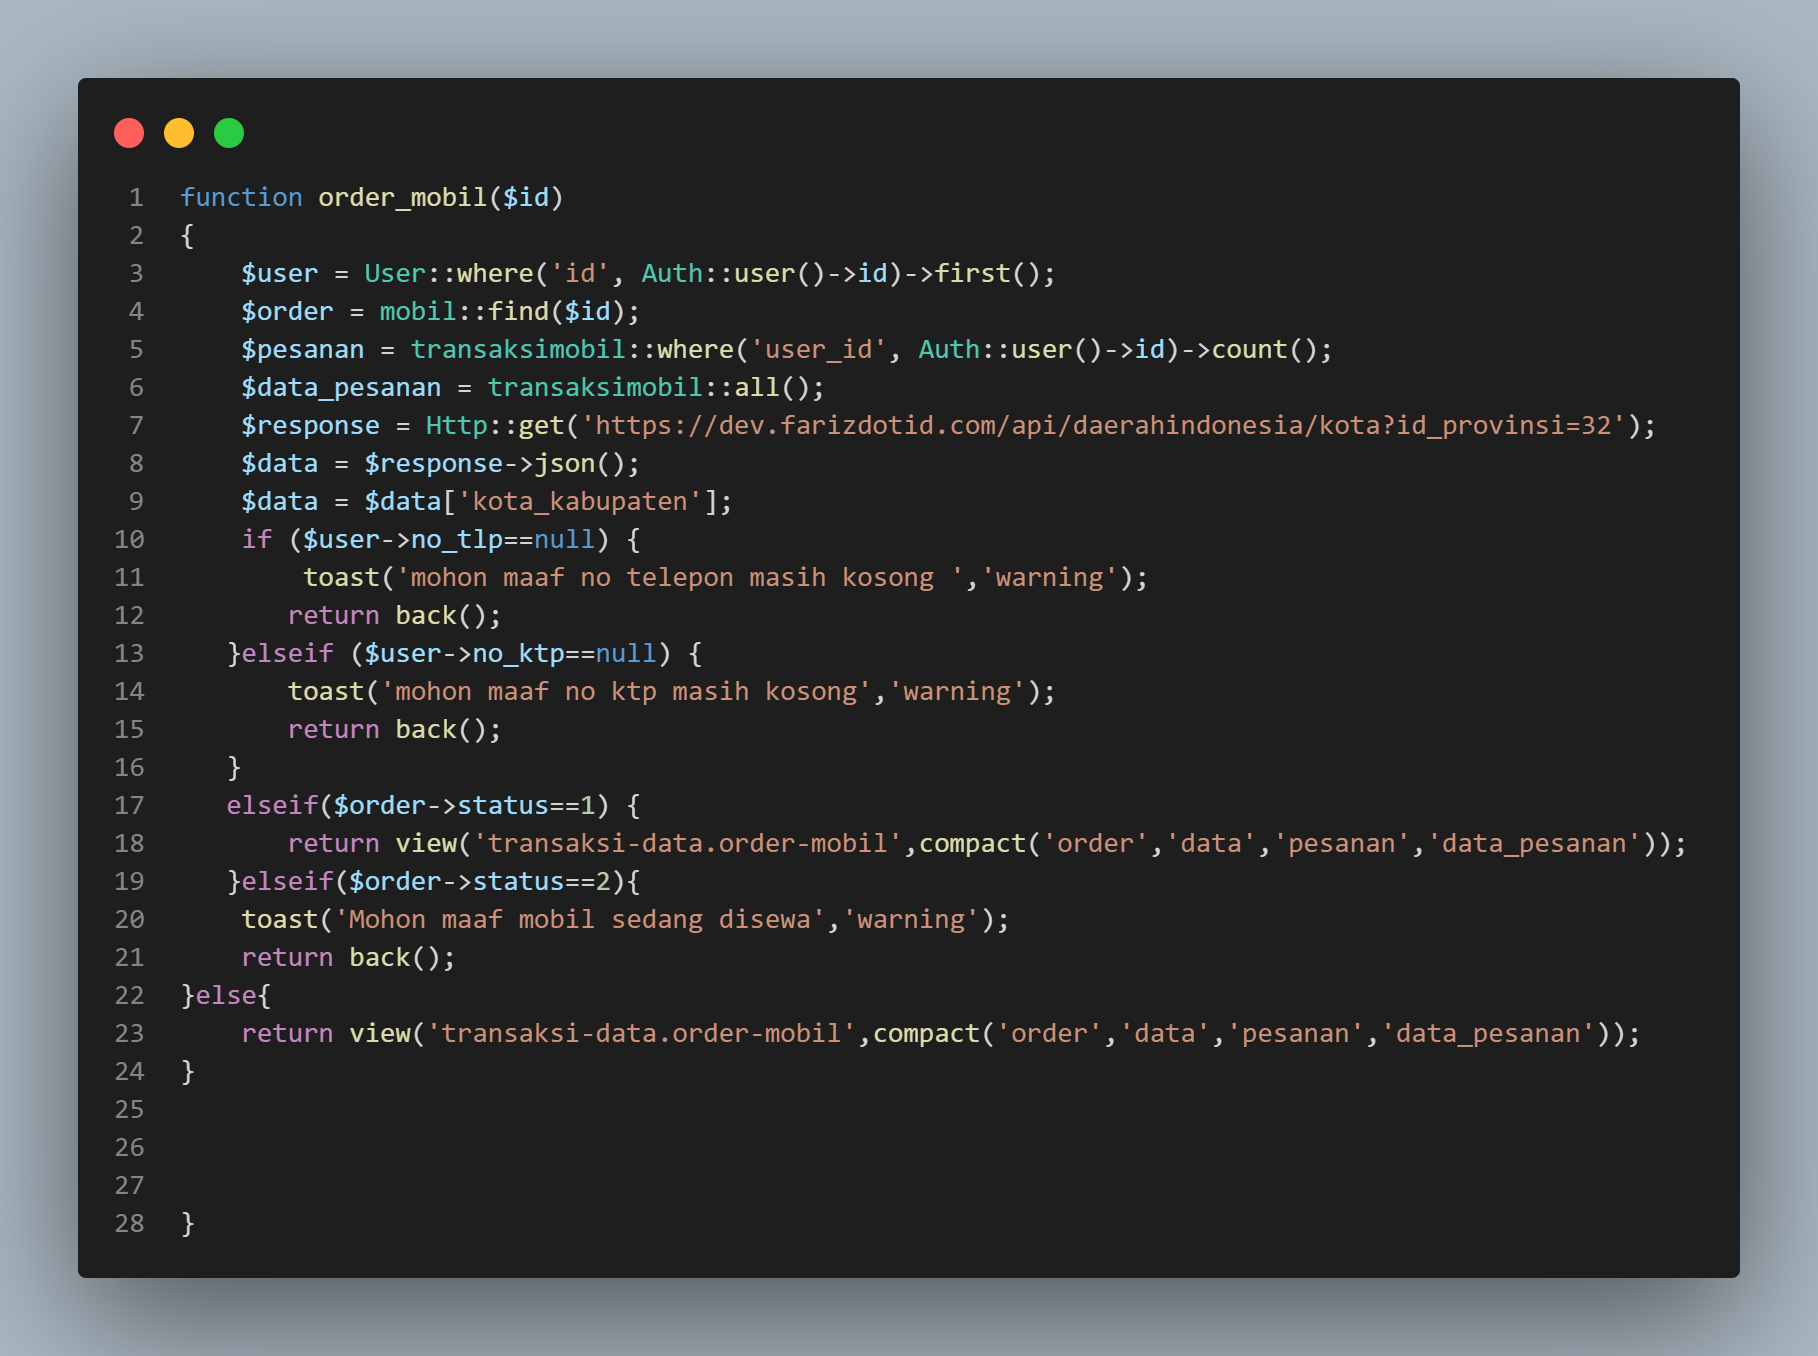 1 function order_mobil($id)
2 {
3     $user = User::where('id', Auth::user()->id)->first();
4     $order = mobil::find($id);
5     $pesanan = transaksimobil::where('user_id', Auth::user()->id)->count();
6     $data_pesanan = transaksimobil::all();
7     $response = Http::get('https://dev.farizdotid.com/api/daerahindonesia/kota?id_provinsi=32');
8     $data = $response->json();
9     $data = $data['kota_kabupaten'];
10     if ($user->no_tlp==null) {
11         toast('mohon maaf no telepon masih kosong ','warning');
12        return back();
13    }elseif ($user->no_ktp==null) {
14        toast('mohon maaf no ktp masih kosong','warning');
15        return back();
16    }
17    elseif($order->status==1) {
18        return view('transaksi-data.order-mobil',compact('order','data','pesanan','data_pesanan'));
19    }elseif($order->status==2){
20     toast('Mohon maaf mobil sedang disewa','warning');
21     return back();
22 }else{
23     return view('transaksi-data.order-mobil',compact('order','data','pesanan','data_pesanan'));
24 }
25
26
27
28 }